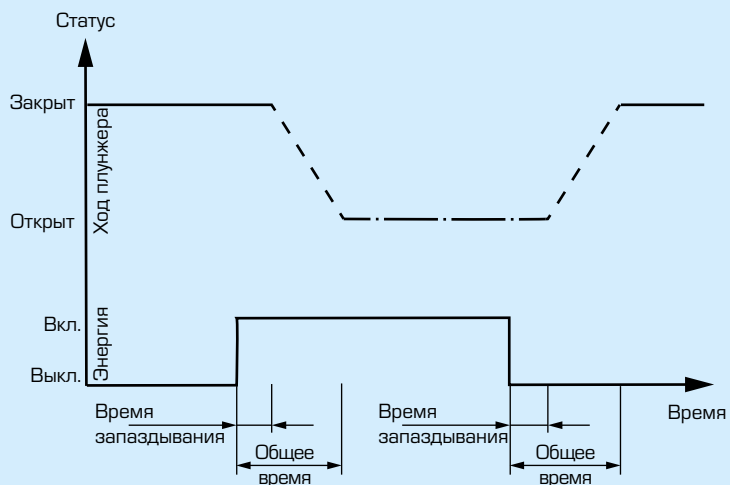 Статус
Закрыт
Ход плунжера
Открыт
Вкл.
Энергия
Выкл.
Время
Время
запаздывания
Общее
время
Время
запаздывания
Общее
время